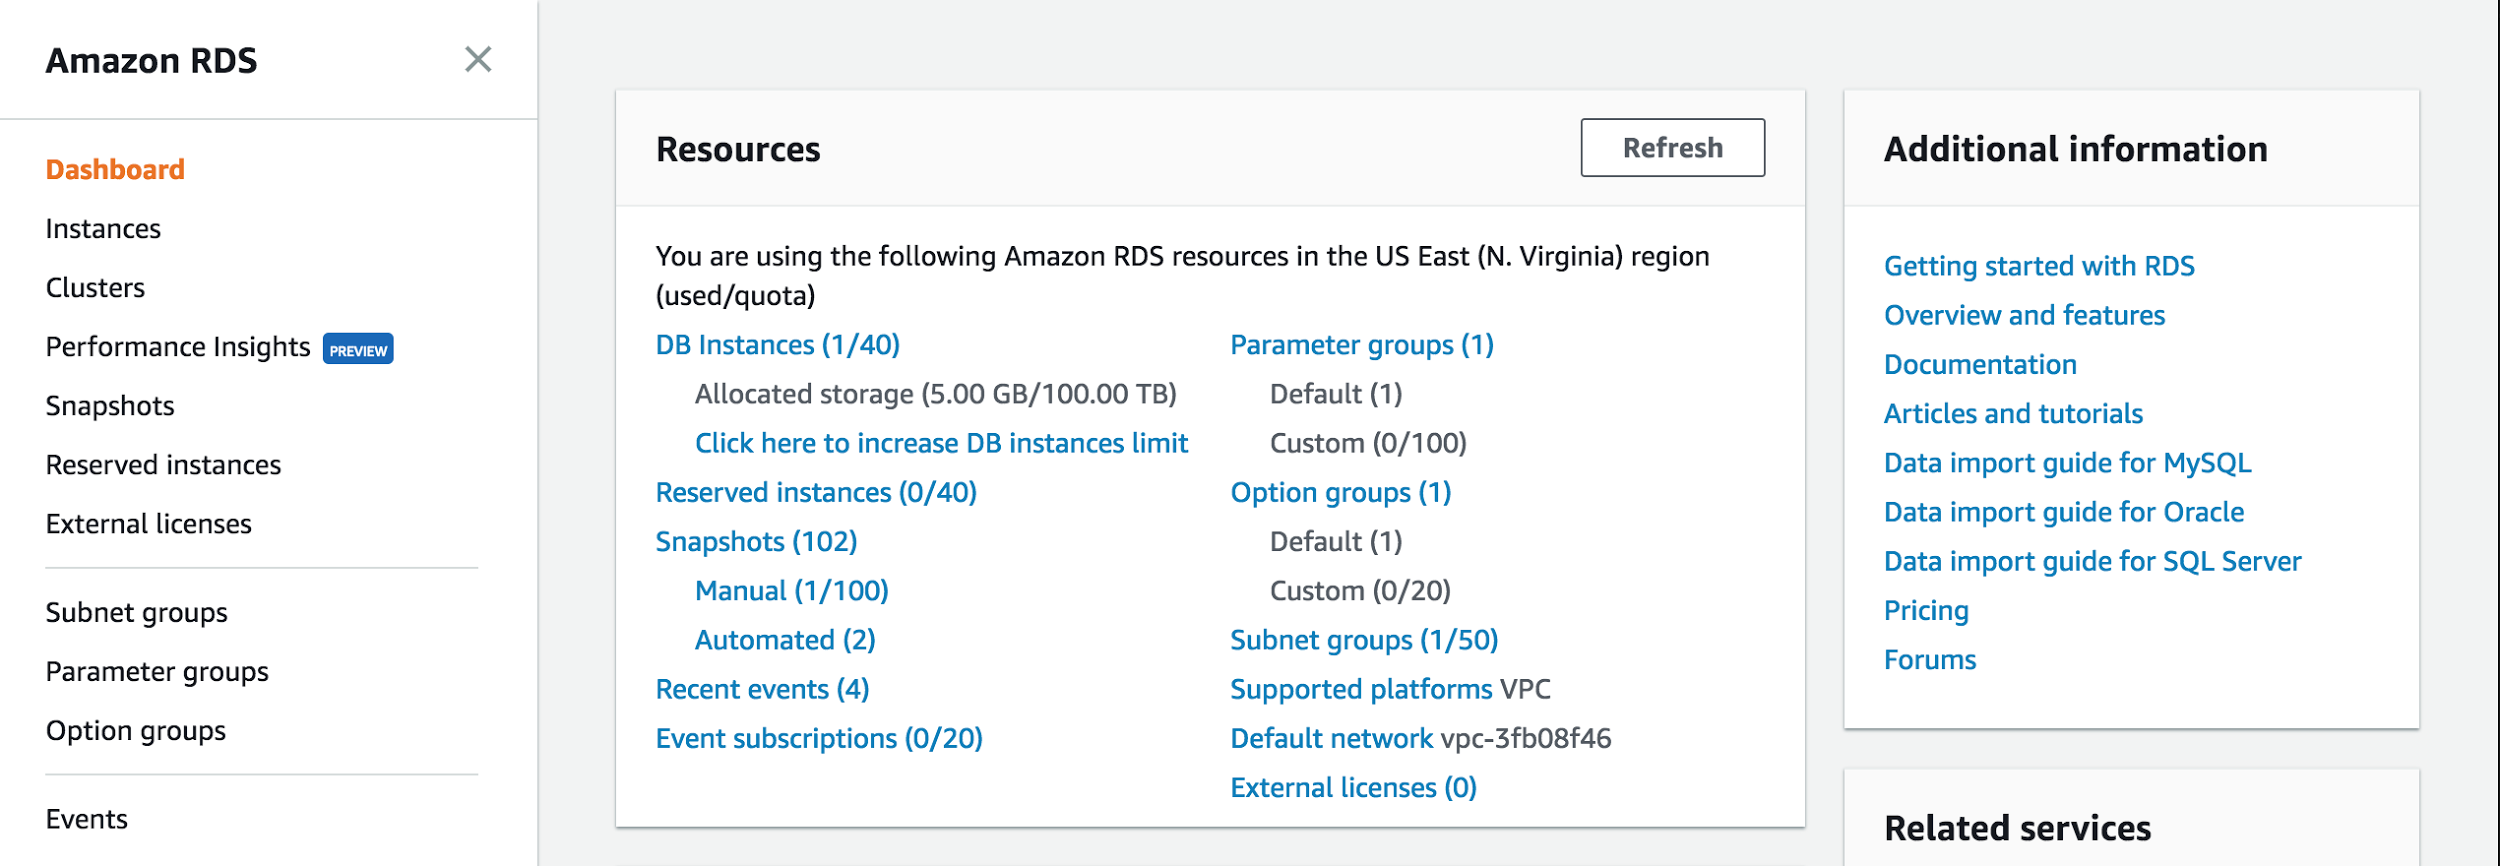 Amazon RDS
Dashboard
Instances
Clusters
Performance Insights PREVIEW
Snapshots
Reserved instances
External licenses
Subnet groups
Parameter groups
Option groups
Events
Resources
Refresh
You are using the following Amazon RDS resources in the US East (N. Virginia) region
(used/quota)
DB Instances (1/40)
Allocated storage (5.00 GB/100.00 TB)
Click here to increase DB instances limit
Reserved instances (0/40)
Snapshots (102)
Manual (1/100)
Automated (2)
Recent events (4)
Event subscriptions (0/20)
Parameter groups (1)
Default (1)
Custom (0/100)
Option groups (1)
Default (1)
Custom (0/20)
Subnet groups (1/50)
Supported platforms VPC
Default network vpc-3fb08f46
External licenses (0)
Additional information
Getting started with RDS
Overview and features
Documentation
Articles and tutorials
Data import guide for MySQL
Data import guide for Oracle
Data import guide for SQL Server
Pricing
Forums
Related services